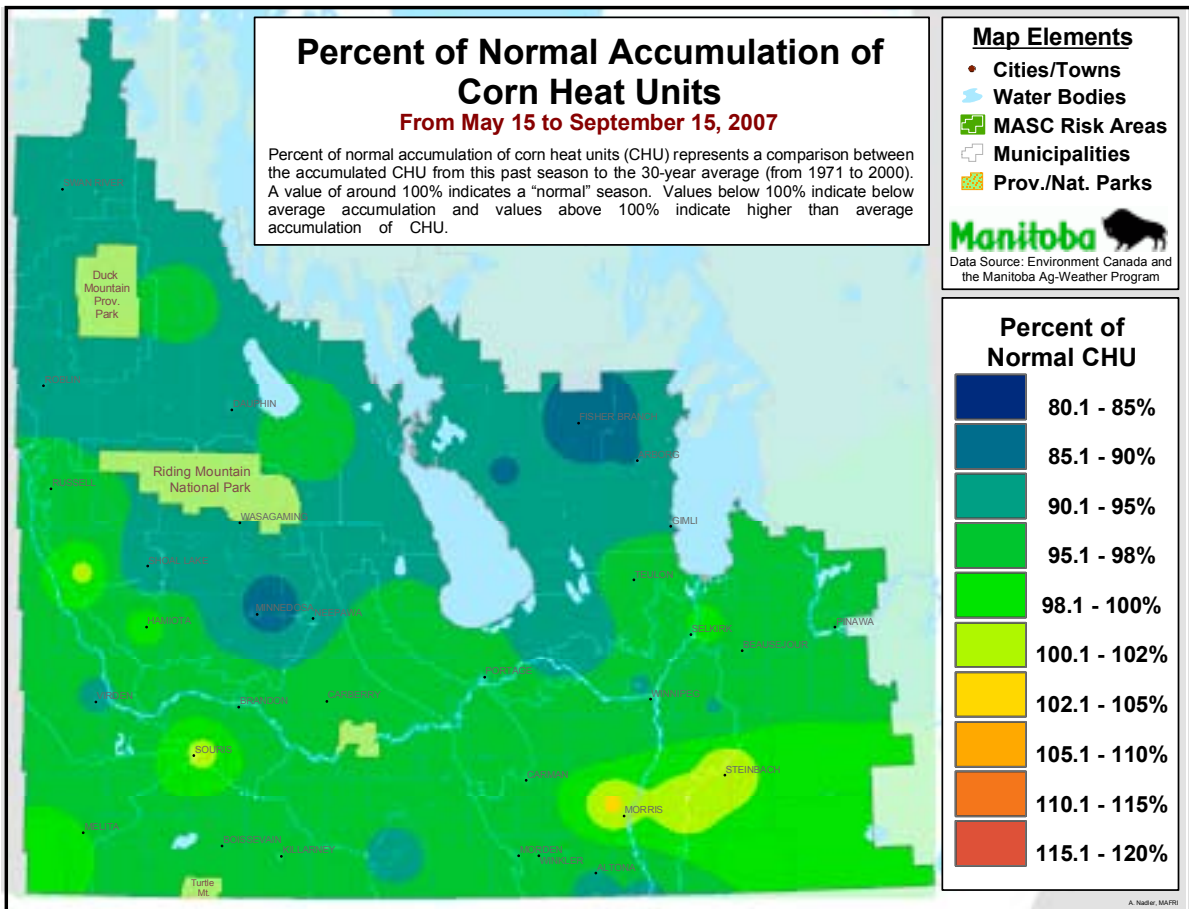 Percent of Normal Accumulation of
Corn Heat Units
From May 15 to September 15, 2007
Percent of normal accumulation of corn heat units (CHU) represents a comparison between
the accumulated CHU from this past season to the 30-year average (from 1971 to 2000).
A value of around 100% indicates a “normal” season. Values below 100% indicate below
average accumulation and values above 100% indicate higher than average
accumulation of CHU.
Map Elements
Cities/Towns
Water Bodies
MASC Risk Areas
Municipalities
Prov./Nat. Parks
Manitoba
Data Source: Environment Canada and
the Manitoba Ag-Weather Program
Percent of
Normal CHU
80.1 - 85%
85.1 - 90%
90.1 - 95%
95.1 - 98%
98.1 - 100%
100.1 - 102%
102.1 - 105%
105.1 - 110%
110.1 - 115%
115.1 - 120%
SWAN RIVER
Duck
Mountain
Prov.
Park
DAUPHIN
FISHER BRANCH
Riding Mountain
National Park
RUSSELL
WASAGAMING
GIMLI
TEULON
MINNEDOSA
HAMIOTA
SELKIRK
PINAWA
BEAUSEJOUR
PORTAGE
VIRDEN
BRANDON
CARBERRY
WINNIPEG
SOURIS
CARMAN
STEINBACH
MORRIS
MELITA
BOISSEVAIN
KILLARNEY
MORDEN
WINKLER
ALTONA
Turtle
Mt.
A. Nadler, MAFRI